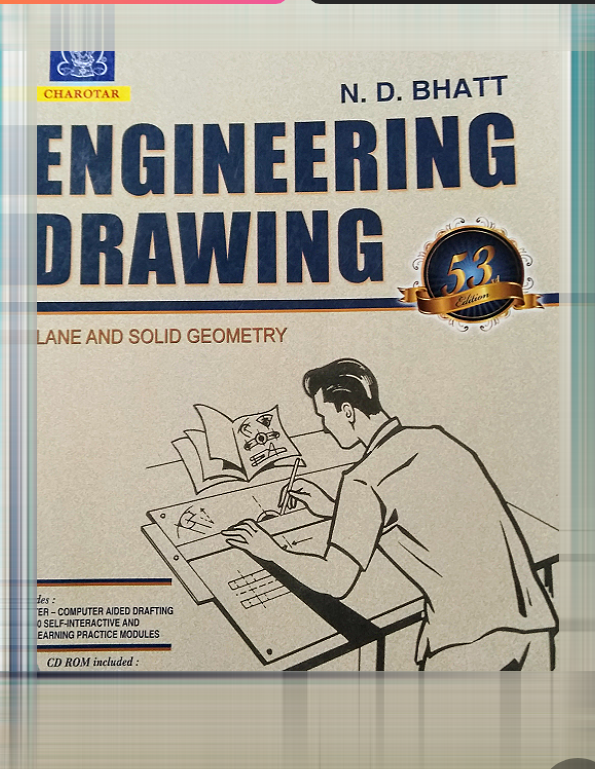 CHAROTAR
N. D. BHATT
ENGINEERING
DRAWING
53rd
Edition
LANE AND SOLID GEOMETRY
des :
TER – COMPUTER AIDED DRAFTING
0 SELF-INTERACTIVE AND
EARNING PRACTICE MODULES
CD ROM included :